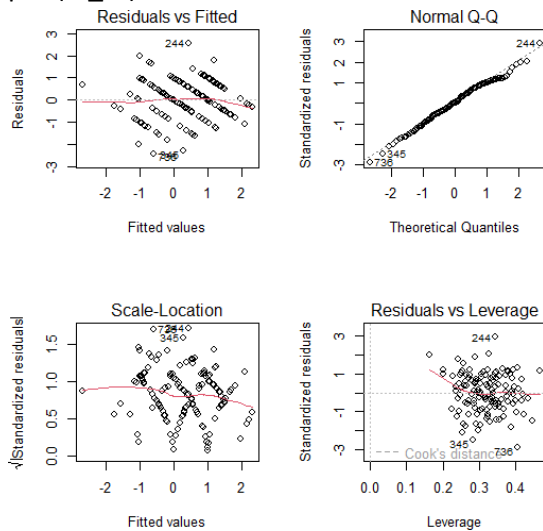 Residuals vs Fitted
Residuals
3
2
1
0
-1
-3
244
345
736
-2 -1 0 1 2
Fitted values
Normal Q-Q
Standardized residuals
3
1
-1
-3
244
345
736
-2 -1 0 1 2
Theoretical Quantiles
Scale-Location
√|Standardized residuals|
1.5
1.0
0.5
0.0
736
244
345
-2 -1 0 1 2
Fitted values
Residuals vs Leverage
Standardized residuals
3
1
-1
-3
244
345
736
Cook's distance
0.0 0.1 0.2 0.3 0.4
Leverage